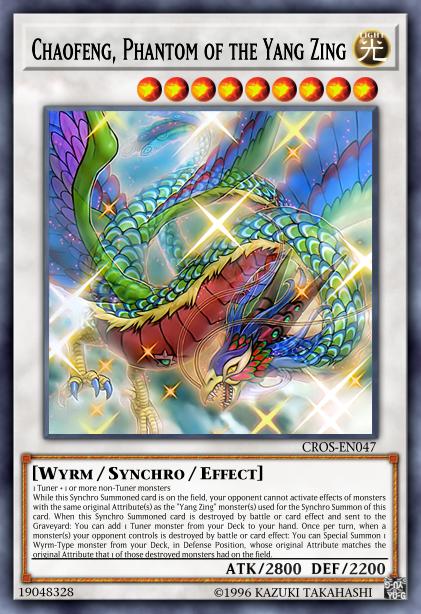 CHAOFENG, PHANTOM OF THE YANG ZING
LIGHT
光
CROS-EN047
[WYRM / SYNCHRO / EFFECT]
1 Tuner + 1 or more non-Tuner monsters
While this Synchro Summoned card is on the field, your opponent cannot activate effects of monsters
with the same original Attribute(s) as the "Yang Zing" monster(s) used for the Synchro Summon of this
card. When this Synchro Summoned card is destroyed by battle or card effect and sent to the
Graveyard: You can add 1 Tuner monster from your Deck to your hand. Once per turn, when a
monster(s) your opponent controls is destroyed by battle or card effect: You can Special Summon 1
Wyrm-Type monster from your Deck, in Defense Position, whose original Attribute matches the
original Attribute that 1 of those destroyed monsters had on the field.
ATK/2800 DEF/2200
19048328
©1996 KAZUKI TAKAHASHI